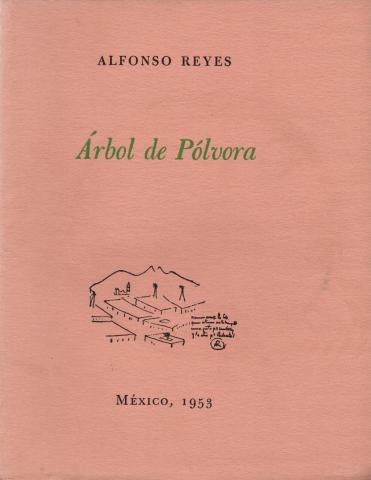 ALFONSO REYES
Árbol de Pólvora
MÉXICO, 1953